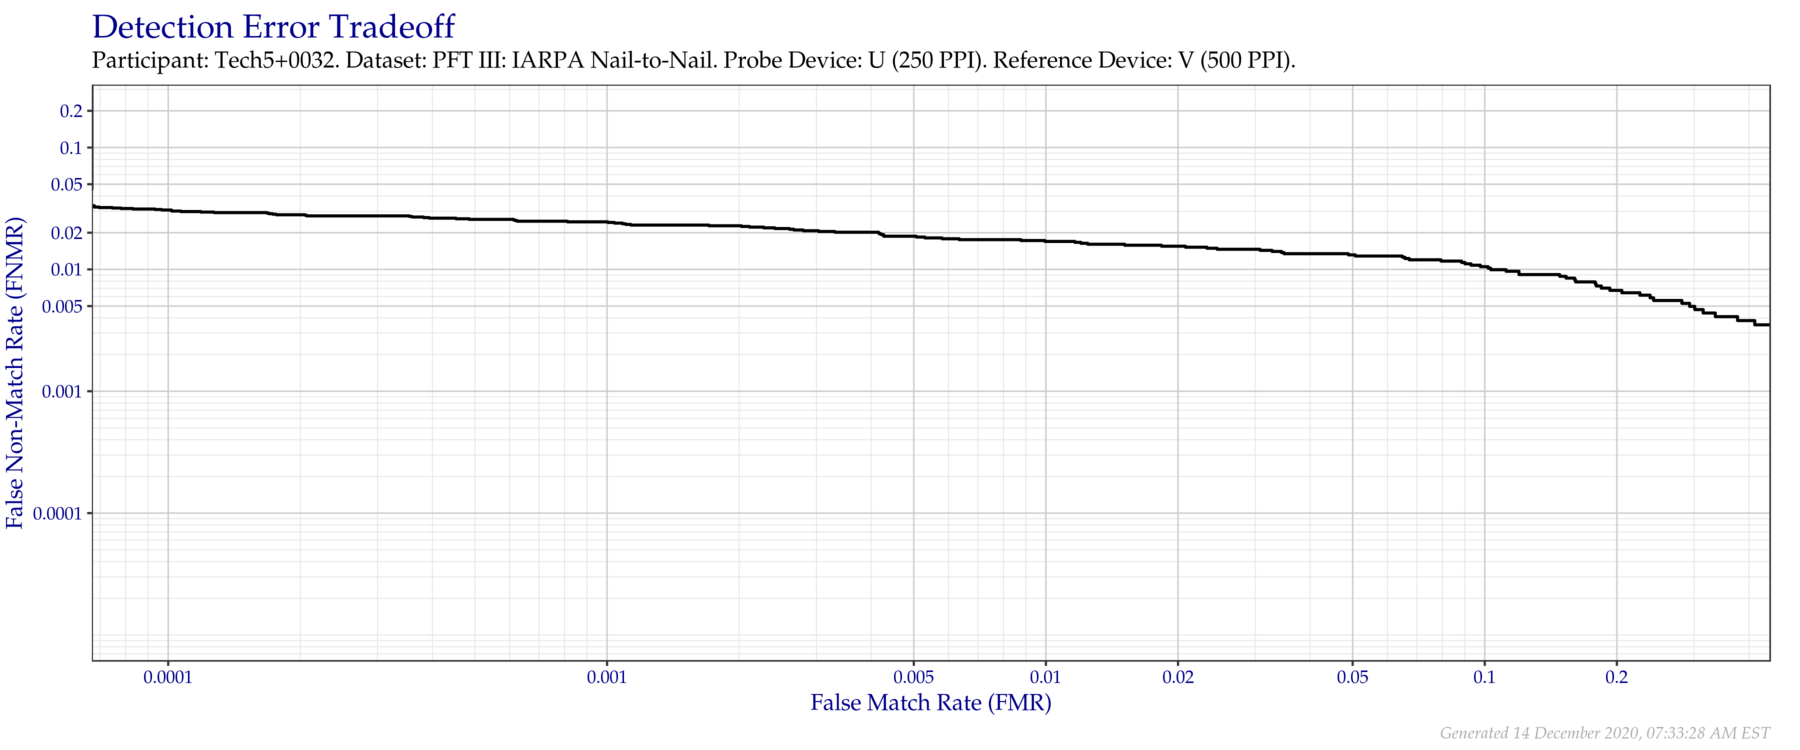 Detection Error Tradeoff
Participant: Tech5+0032. Dataset: PFT III: IARPA Nail-to-Nail. Probe Device: U (250 PPI). Reference Device: V (500 PPI).
False Non-Match Rate (FNMR)
0.2
0.1
0.05
0.02
0.01
0.005
0.001
0.0001
0.0001 0.001 0.005 0.01 0.02 0.05 0.1 0.2
False Match Rate (FMR)
Generated 14 December 2020, 07:33:28 AM EST